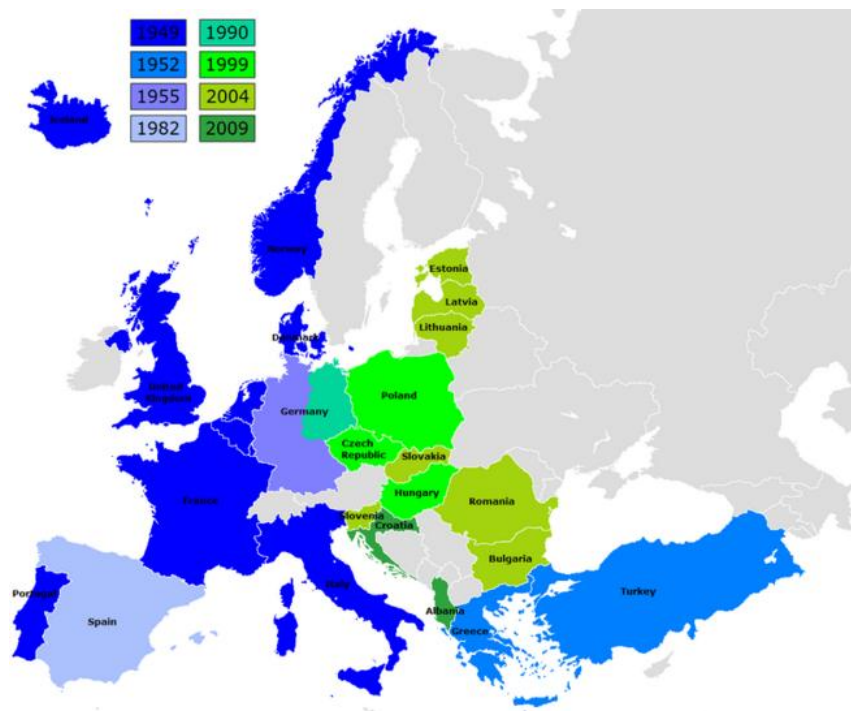 1949 1990
1952 1999
1955 2004
1982 2009
Iceland
Norway
Estonia
Latvia
Lithuania
Denmark
United
Kingdom
Germany
Poland
Czech
Republic
Slovakia
France
Hungary
Romania
Slovenia
Croatia
Bulgaria
Portugal
Italy
Turkey
Spain
Albania
Greece